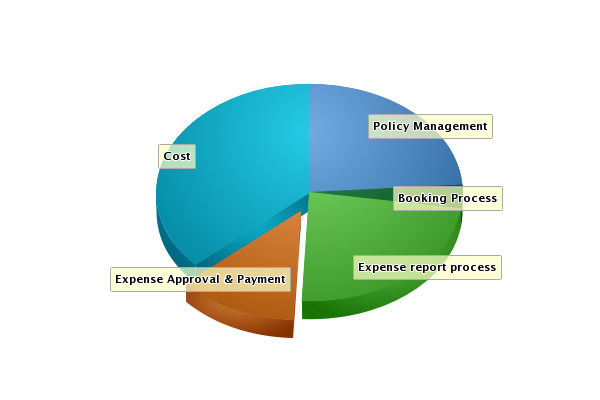 Policy Management
Cost
Booking Process
Expense report process
Expense Approval & Payment